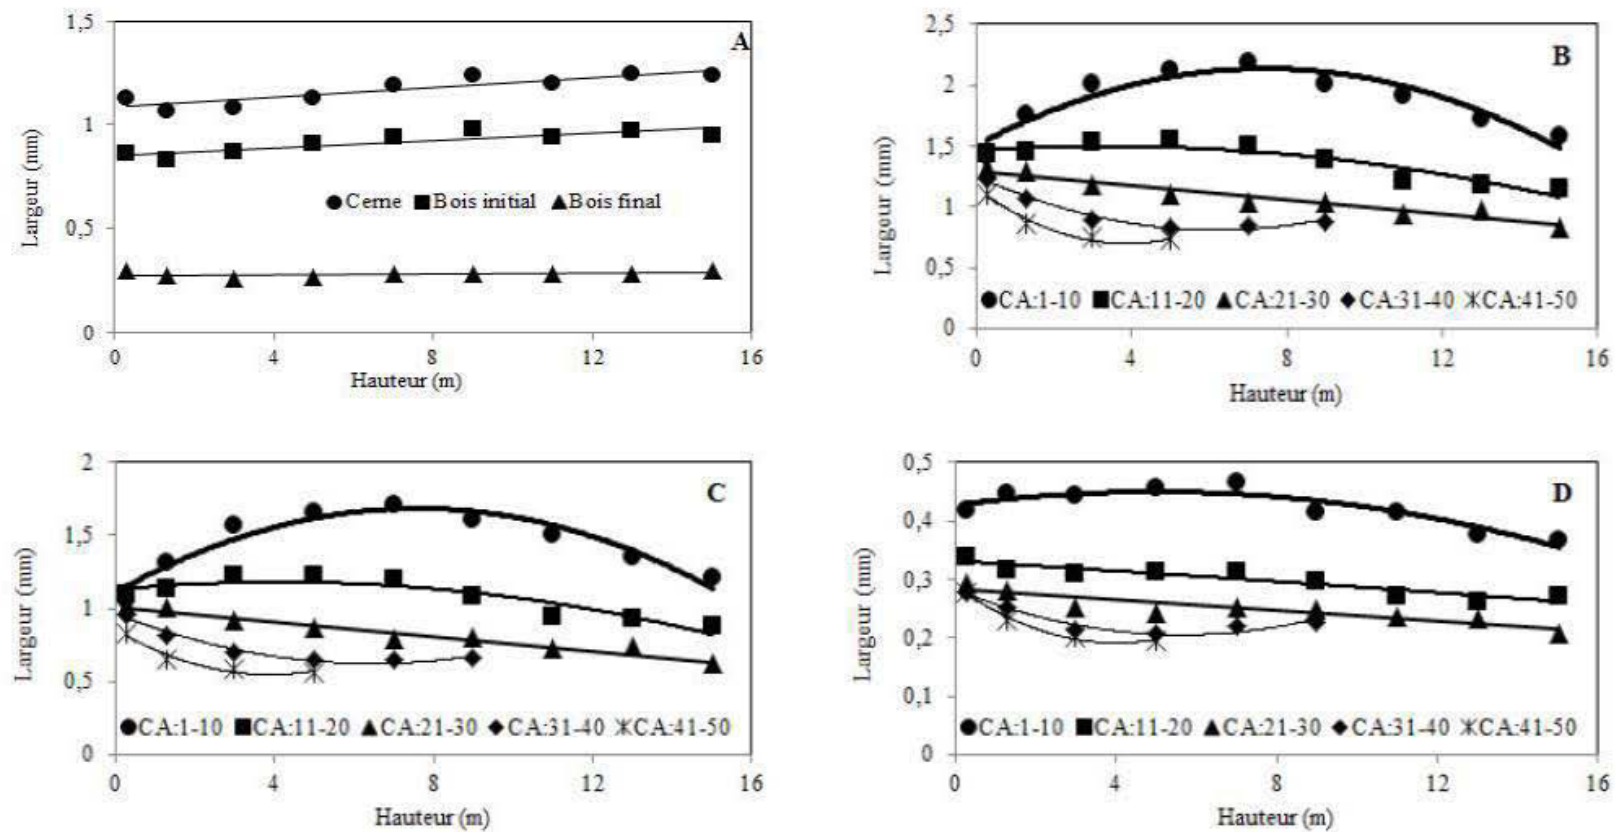 1,5
A
1
Largeur (mm)
Cerne Bois initial Bois final
0,5
0
0 4 8 12 16
Hauteur (m)
2,5
B
2
1,5
Largeur (mm)
1
0,5
CA:1-10 CA:11-20 CA:21-30 CA:31-40 CA:41-50
0
0 4 8 12 16
Hauteur (m)
2
C
1,5
Largeur (mm)
1
0,5
CA:1-10 CA:11-20 CA:21-30 CA:31-40 CA:41-50
0
0 4 8 12 16
Hauteur (m)
0,5
D
0,4
0,3
Largeur (mm)
0,2
0,1
CA:1-10 CA:11-20 CA:21-30 CA:31-40 CA:41-50
0
0 4 8 12 16
Hauteur (m)